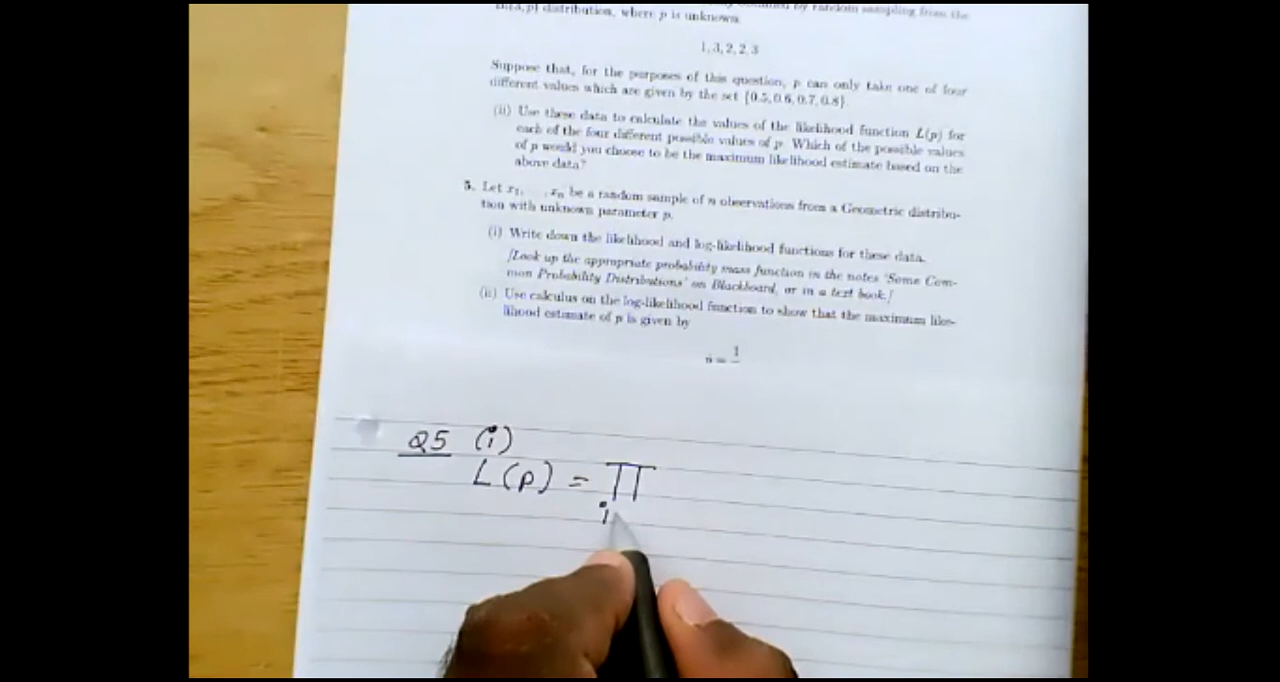 distribution, where p is unknown
1, 3, 2, 2, 3
Suppose that, for the purposes of this question, p can only take one of four
different values which are given by the set {0.5, 0.6, 0.7, 0.8}.
(ii) Use these data to calculate the values of the likelihood function L(p) for
each of the four different possible values of p. Which of the possible values
of p would you choose to be the maximum likelihood estimate based on the
above data?
5. Let x₁, . . . , xₙ be a random sample of n observations from a Geometric distribu-
tion with unknown parameter p.
(i) Write down the likelihood and log-likelihood functions for these data.
[Look up the appropriate probability mass function in the notes 'Some Com-
mon Probability Distributions' on Blackboard, or in a text book.]
(ii) Use calculus on the log-likelihood function to show that the maximum like-
lihood estimate of p is given by
= 1
Q5 (i)
L(p) = ∏
i